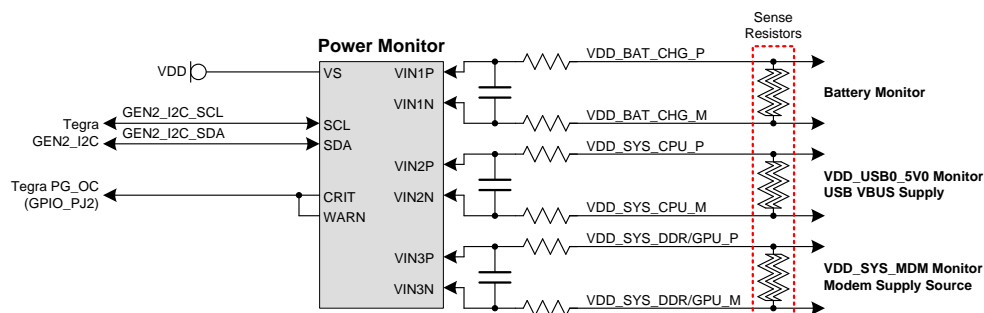 Sense
Resistors
Power Monitor
VDD
VS
VIN1P
VDD_BAT_CHG_P
Battery Monitor
VIN1N
VDD_BAT_CHG_M
Tegra
GEN2_I2C
GEN2_I2C_SCL
SCL
GEN2_I2C_SDA
SDA
VIN2P
VDD_SYS_CPU_P
VDD_USB0_5V0 Monitor
USB VBUS Supply
Tegra PG_OC
(GPIO_PJ2)
CRIT
WARN
VIN2N
VDD_SYS_CPU_M
VIN3P
VDD_SYS_DDR/GPU_P
VDD_SYS_MDM Monitor
Modem Supply Source
VIN3N
VDD_SYS_DDR/GPU_M